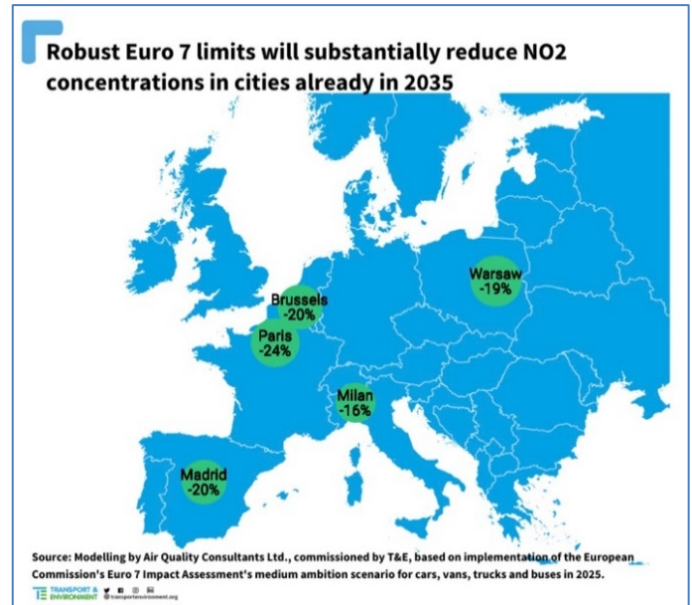 Robust Euro 7 limits will substantially reduce NO2
concentrations in cities already in 2035
Warsaw
-19%
Brussels
-20%
Paris
-24%
Milan
-16%
Madrid
-20%
Source: Modelling by Air Quality Consultants Ltd., commissioned by T&E, based on implementation of the European
Commission's Euro 7 Impact Assessment's medium ambition scenario for cars, vans, trucks and buses in 2025.
TE TRANSPORT &
ENVIRONMENT
@transportenvironment.org